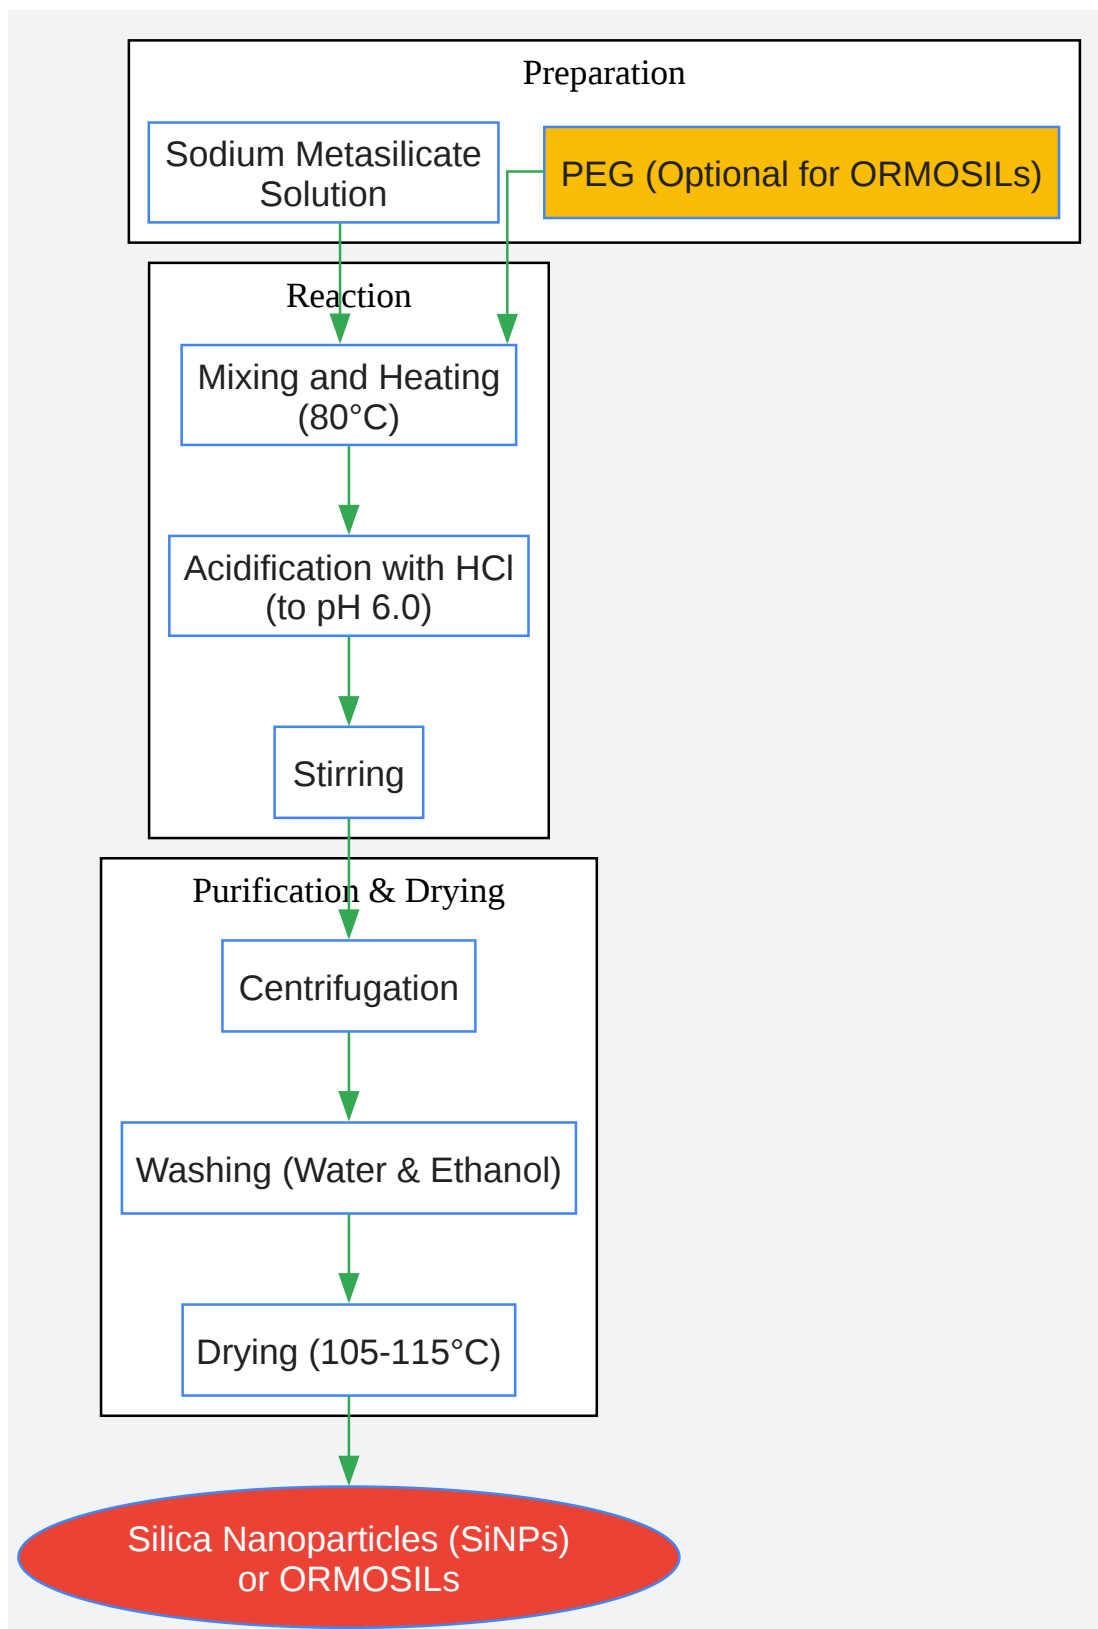 Preparation
Sodium Metasilicate
Solution
PEG (Optional for ORMOSILs)
Reaction
Mixing and Heating
(80°C)
Acidification with HCl
(to pH 6.0)
Stirring
Purification & Drying
Centrifugation
Washing (Water & Ethanol)
Drying (105-115°C)
Silica Nanoparticles (SiNPs)
or ORMOSILs